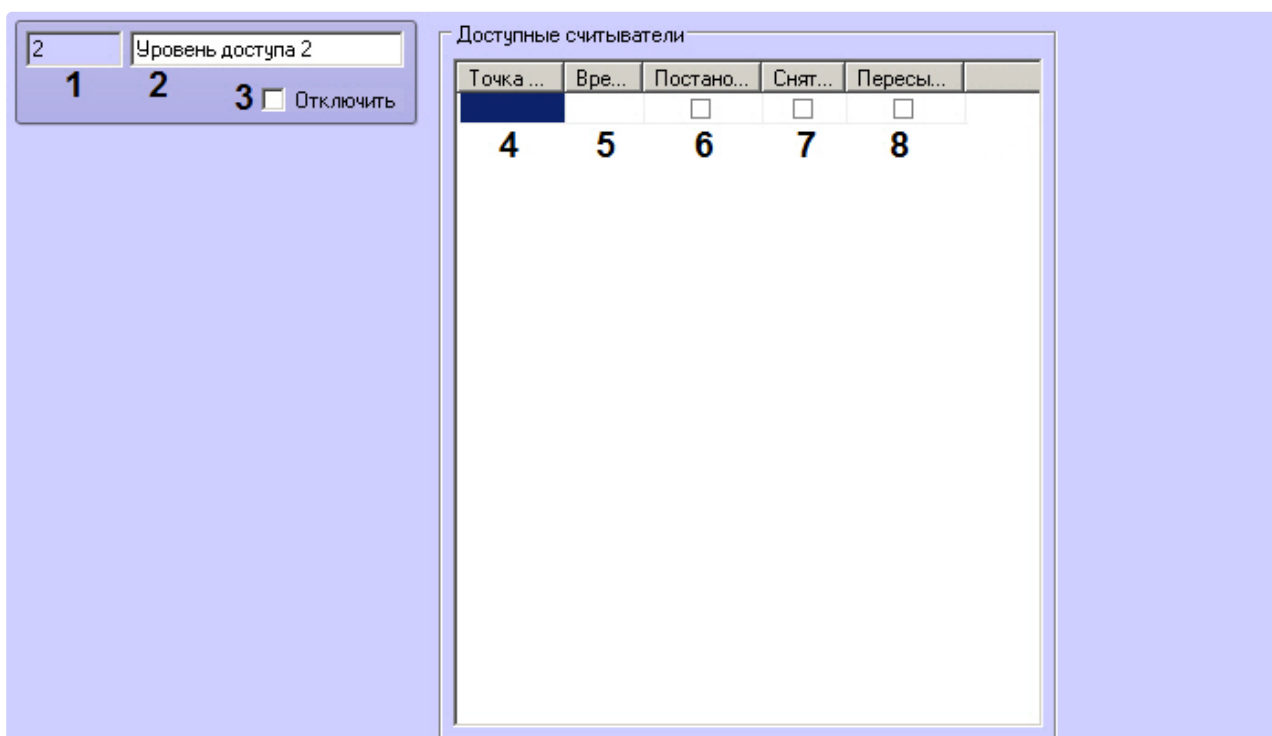 2 Уровень доступа 2
1 2
3 Отключить
Доступные считыватели
Точка ... Вре... Постано... Снят... Пересы...
4 5 6 7 8